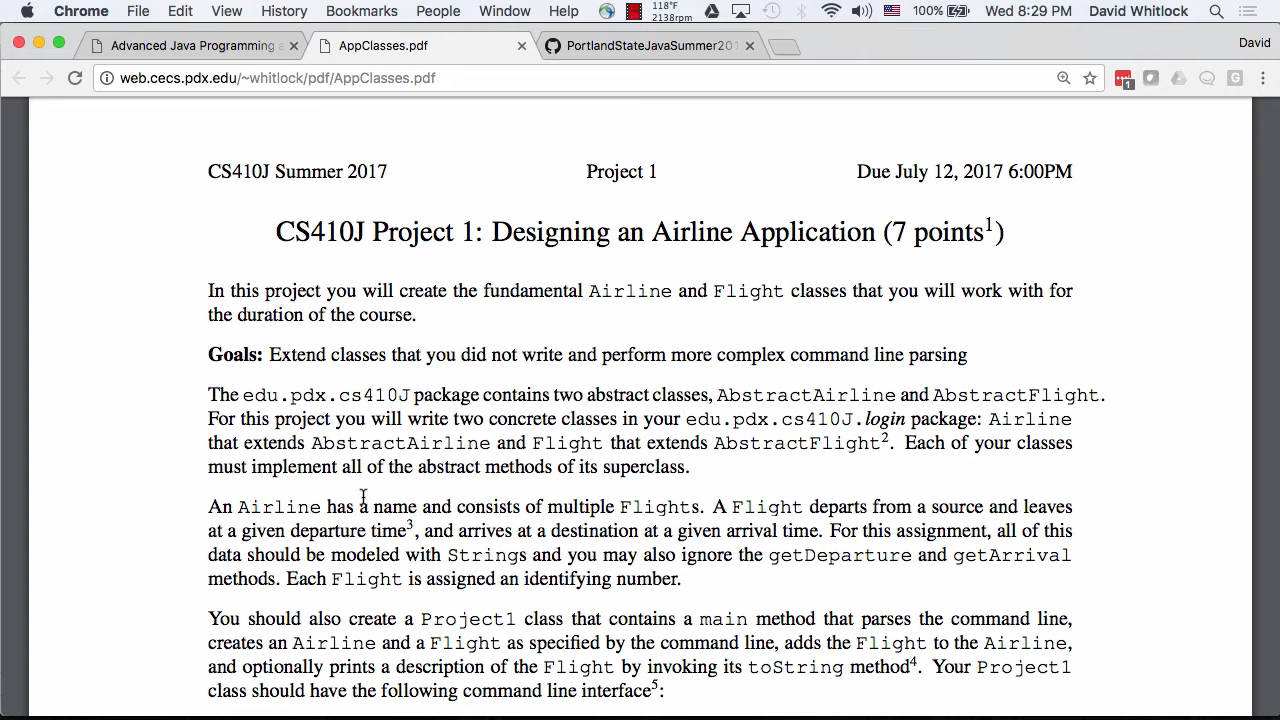 Chrome File Edit View History Bookmarks People Window Help 118°F 2138rpm 100% Wed 8:29 PM David Whitlock
Advanced Java Programming a AppClasses.pdf PortlandStateJavaSummer201 David
web.cecs.pdx.edu/~whitlock/pdf/AppClasses.pdf 1 G
CS410J Summer 2017 Project 1 Due July 12, 2017 6:00PM
CS410J Project 1: Designing an Airline Application (7 points1)
In this project you will create the fundamental Airline and Flight classes that you will work with for
the duration of the course.
Goals: Extend classes that you did not write and perform more complex command line parsing
The edu.pdx.cs410J package contains two abstract classes, AbstractAirline and AbstractFlight.
For this project you will write two concrete classes in your edu.pdx.cs410J.login package: Airline
that extends AbstractAirline and Flight that extends AbstractFlight2. Each of your classes
must implement all of the abstract methods of its superclass.
An Airline has a name and consists of multiple Flights. A Flight departs from a source and leaves
at a given departure time3, and arrives at a destination at a given arrival time. For this assignment, all of this
data should be modeled with Strings and you may also ignore the getDeparture and getArrival
methods. Each Flight is assigned an identifying number.
You should also create a Project1 class that contains a main method that parses the command line,
creates an Airline and a Flight as specified by the command line, adds the Flight to the Airline,
and optionally prints a description of the Flight by invoking its toString method4. Your Project1
class should have the following command line interface5: